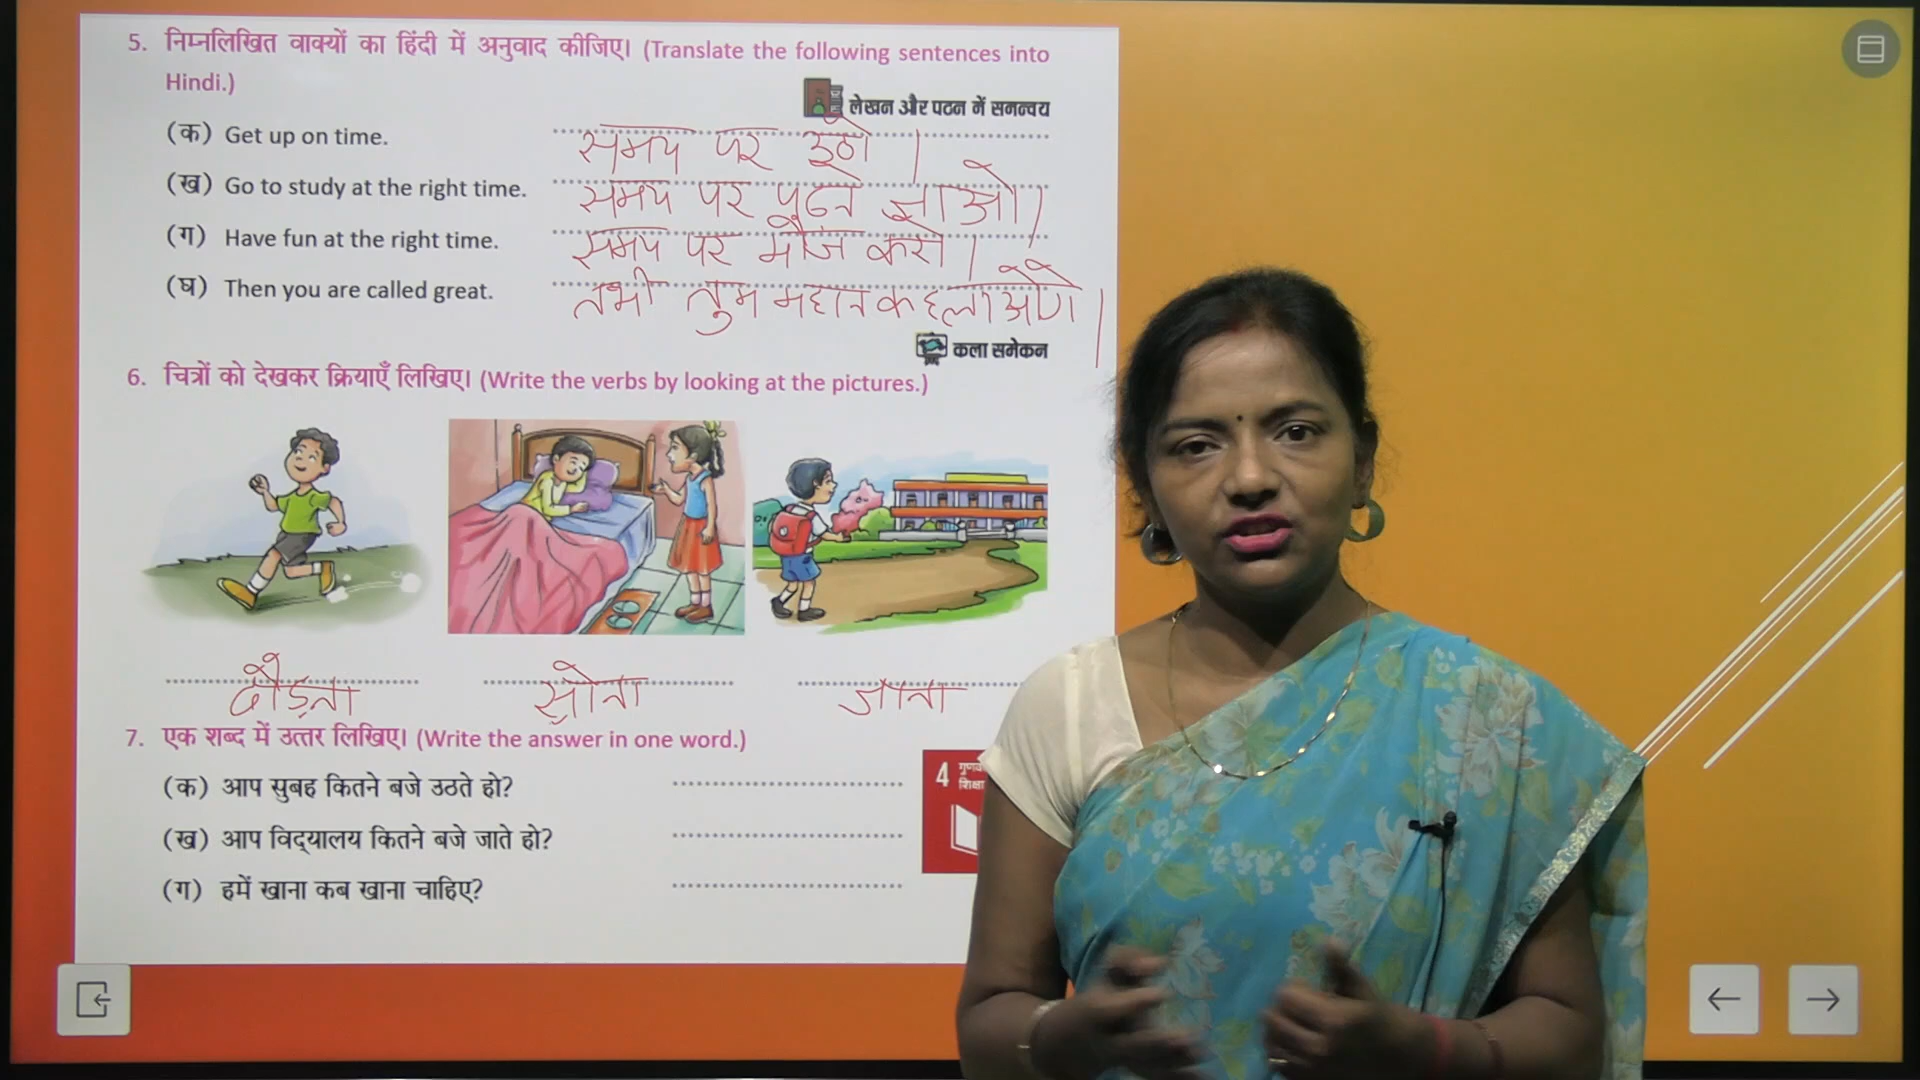 5. निम्नलिखित वाक्यों का हिंदी में अनुवाद कीजिए। (Translate the following sentences into
Hindi.)
लेखन और पठन में समन्वय
(क) Get up on time. समय पर उठो।
(ख) Go to study at the right time. समय पर पढ़ने जाओ।
(ग) Have fun at the right time. समय पर मौज करो।
(घ) Then you are called great. तभी तुम महान कहलाओगे।
कला समेकन
6. चित्रों को देखकर क्रियाएँ लिखिए। (Write the verbs by looking at the pictures.)
दौड़ना सोना जाना
7. एक शब्द में उत्तर लिखिए। (Write the answer in one word.)
(क) आप सुबह कितने बजे उठते हो?
4
(ख) आप विद्यालय कितने बजे जाते हो?
(ग) हमें खाना कब खाना चाहिए?